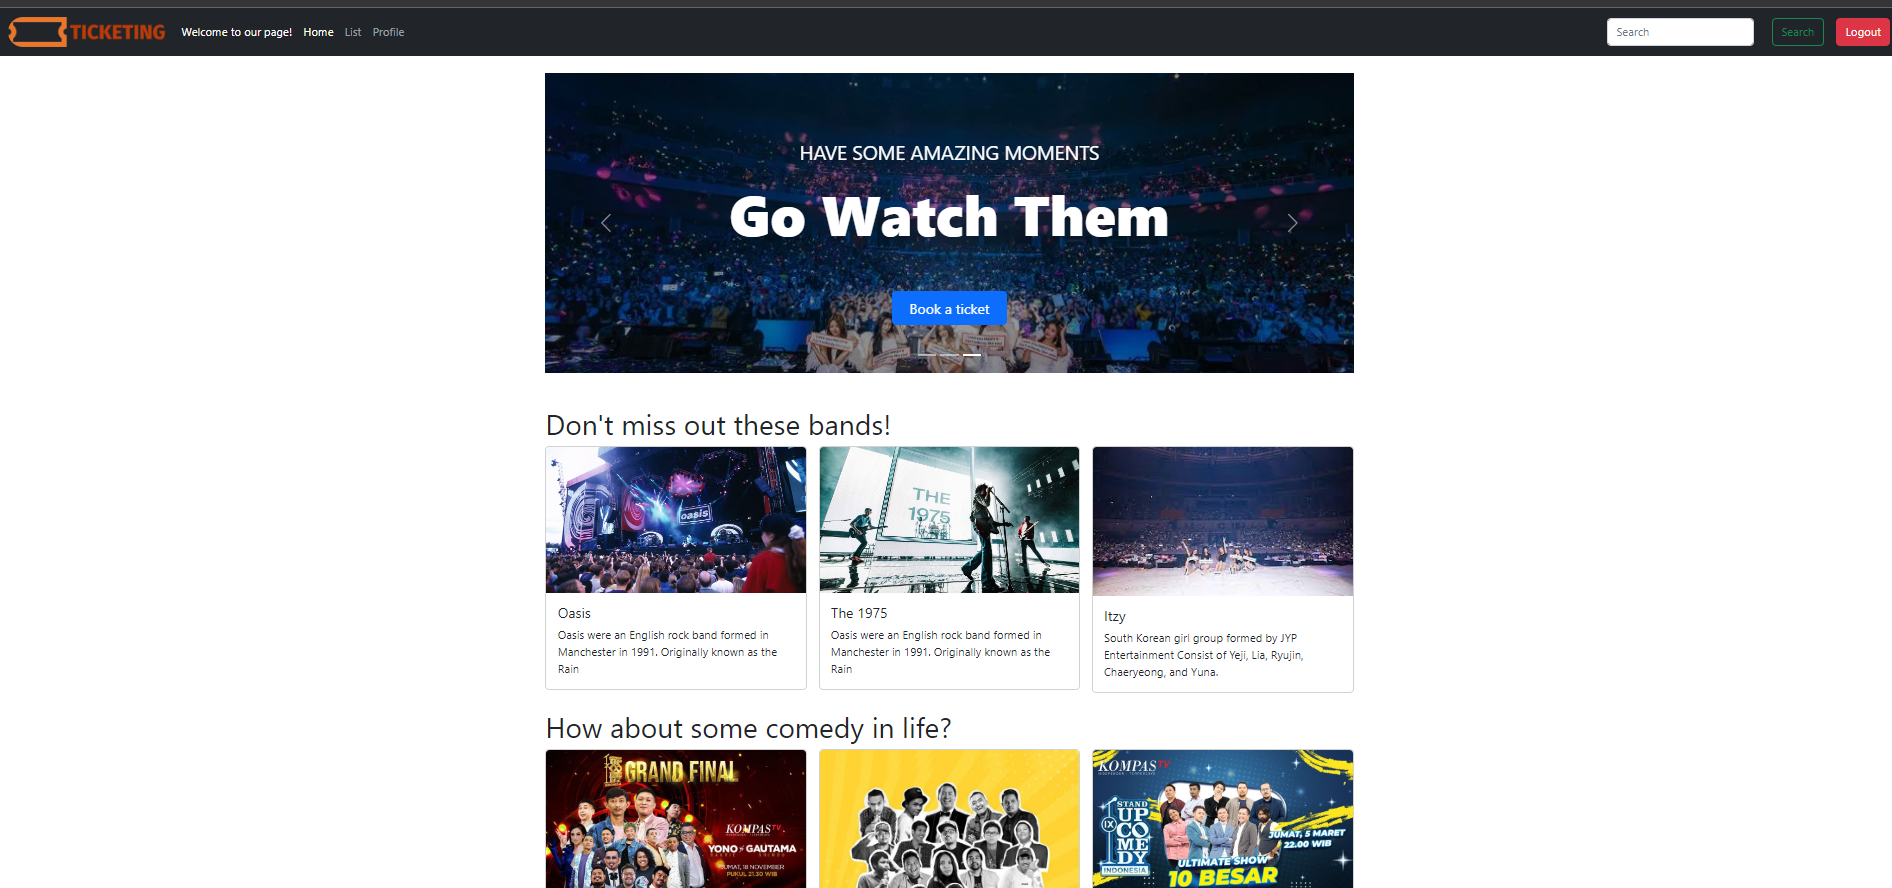 TICKETING
Welcome to our page! Home List Profile
Search Search Logout
HAVE SOME AMAZING MOMENTS
Go Watch Them
Book a ticket
Don't miss out these bands!
oasis
THE
1975
Oasis
Oasis were an English rock band formed in
Manchester in 1991. Originally known as the
Rain
The 1975
Oasis were an English rock band formed in
Manchester in 1991. Originally known as the
Rain
Itzy
South Korean girl group formed by JYP
Entertainment Consist of Yeji, Lia, Ryujin,
Chaeryeong, and Yuna.
How about some comedy in life?
GRAND FINAL
KOMPAS TV
YONO GAUTAMA
JUMAT, 18 NOVEMBER
PUKUL 21.30 WIB
KOMPAS TV
STAND
UP
CO
ME
DY
INDONESIA
IX
JUMAT, 5 MARET
22.00 WIB
ULTIMATE SHOW
10 BESAR